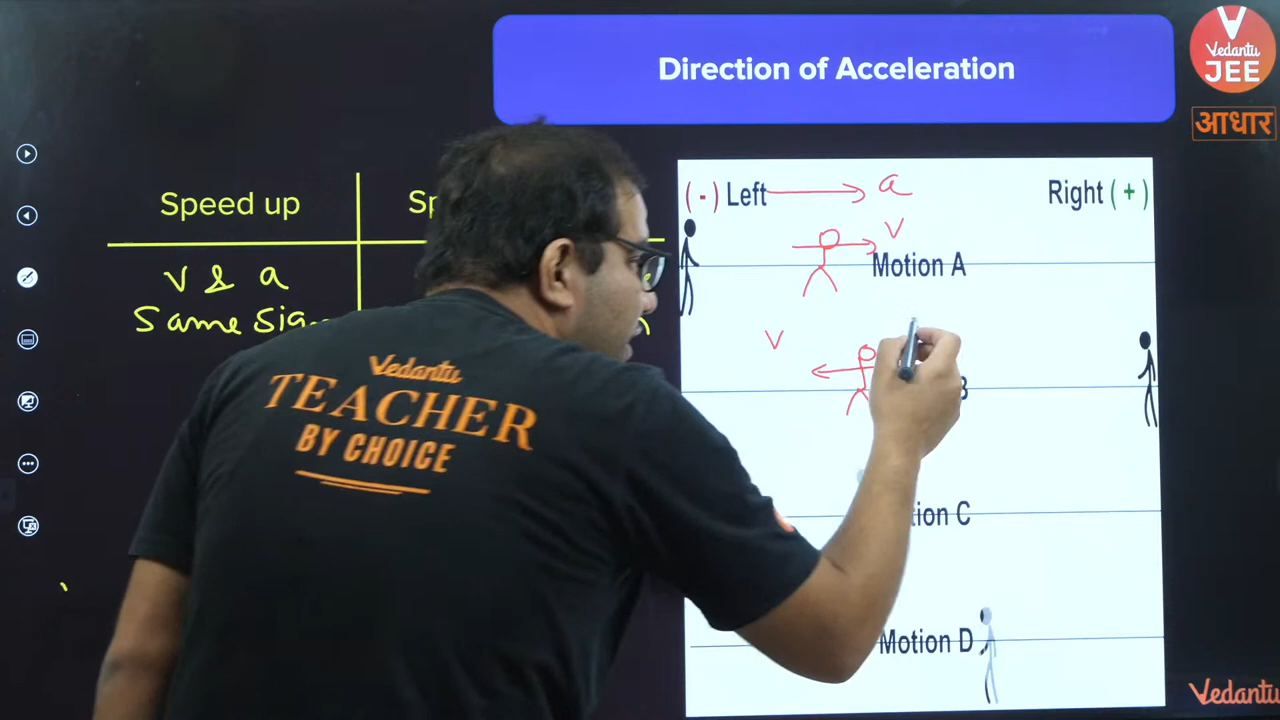 Direction of Acceleration
Vedantu
JEE
आधार
Speed up
Sp
V & a
Same Sig
n
(-) Left
a
Right (+)
V
Motion A
V
B
tion C
Motion D
Vedantu
TEACHER
BY CHOICE
Vedantu